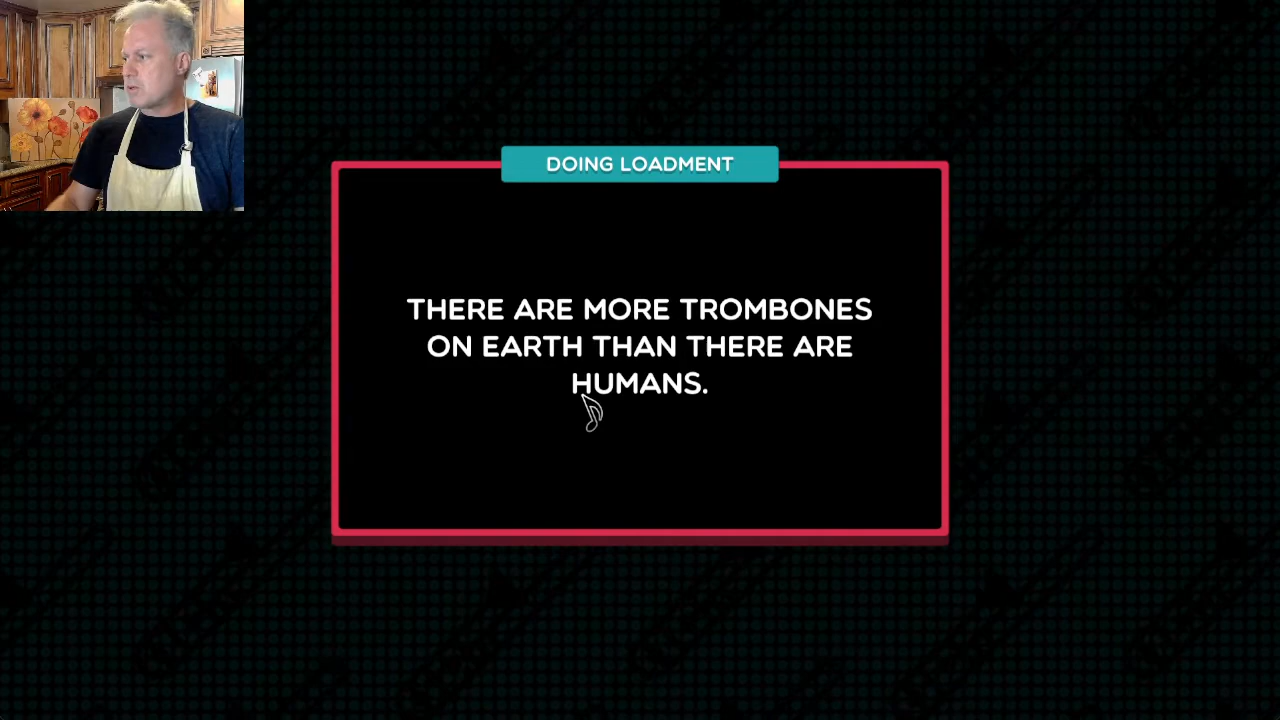 DOING LOADMENT
THERE ARE MORE TROMBONES
ON EARTH THAN THERE ARE
HUMANS.